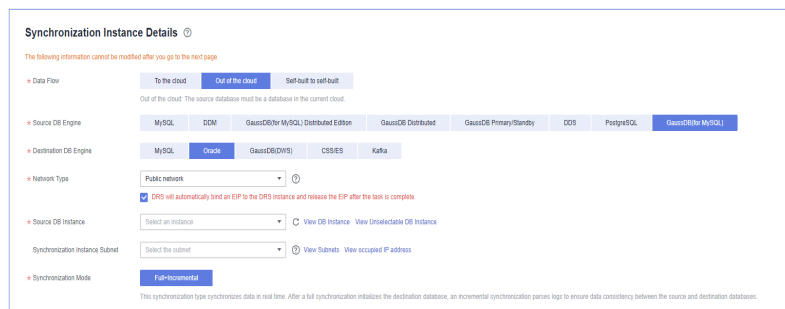 Synchronization Instance Details ?
The following information cannot be modified after you go to the next page.
* Data Flow To the cloud Out of the cloud Self-built to self-built
Out of the cloud: The source database must be a database in the current cloud.
* Source DB Engine MySQL DDM GaussDB(for MySQL) Distributed Edition GaussDB Distributed GaussDB Primary/Standby DDS PostgreSQL GaussDB(for MySQL)
* Destination DB Engine MySQL Oracle GaussDB(DWS) CSS/ES Kafka
* Network Type Public network ?
DRS will automatically bind an EIP to the DRS instance and release the EIP after the task is complete.
* Source DB Instance Select an instance View DB Instance View Unselectable DB Instance
Synchronization Instance Subnet Select the subnet ? View Subnets View occupied IP address
* Synchronization Mode Full+Incremental
This synchronization type synchronizes data in real time. After a full synchronization initializes the destination database, an incremental synchronization parses logs to ensure data consistency between the source and destination databases.